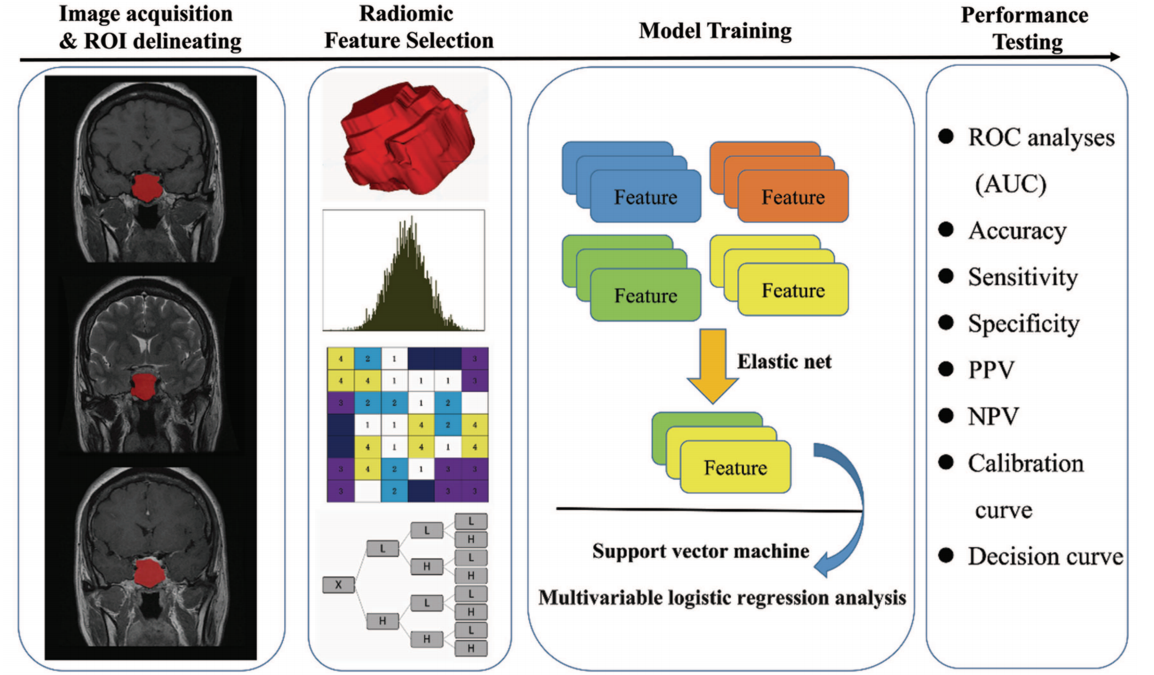 Image acquisition
& ROI delineating
Radiomic
Feature Selection
Model Training
Performance
Testing
4 2 1 3
4 4 1 1 1 3
3 2 2 1 2
1 1 4 2 4
4 1 4 1 4
3 4 2 1 3 3
3 2 3 3
X
L
H
L
H
L
H
L
H
L
H
L
H
L
H
Feature
Feature
Feature
Feature
Elastic net
Feature
Support vector machine
Multivariable logistic regression analysis
ROC analyses
(AUC)
Accuracy
Sensitivity
Specificity
PPV
NPV
Calibration
curve
Decision curve